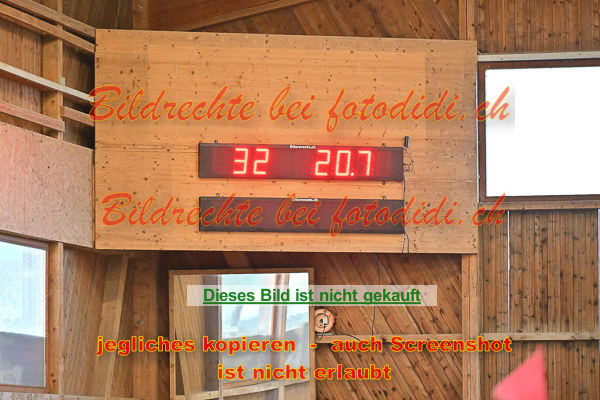 Bildrechte bei fotodidi.ch
32 20.7
Bildrechte bei fotodidi.ch
Dieses Bild ist nicht gekauft
jegliches kopieren - auch Screenshot
ist nicht erlaubt